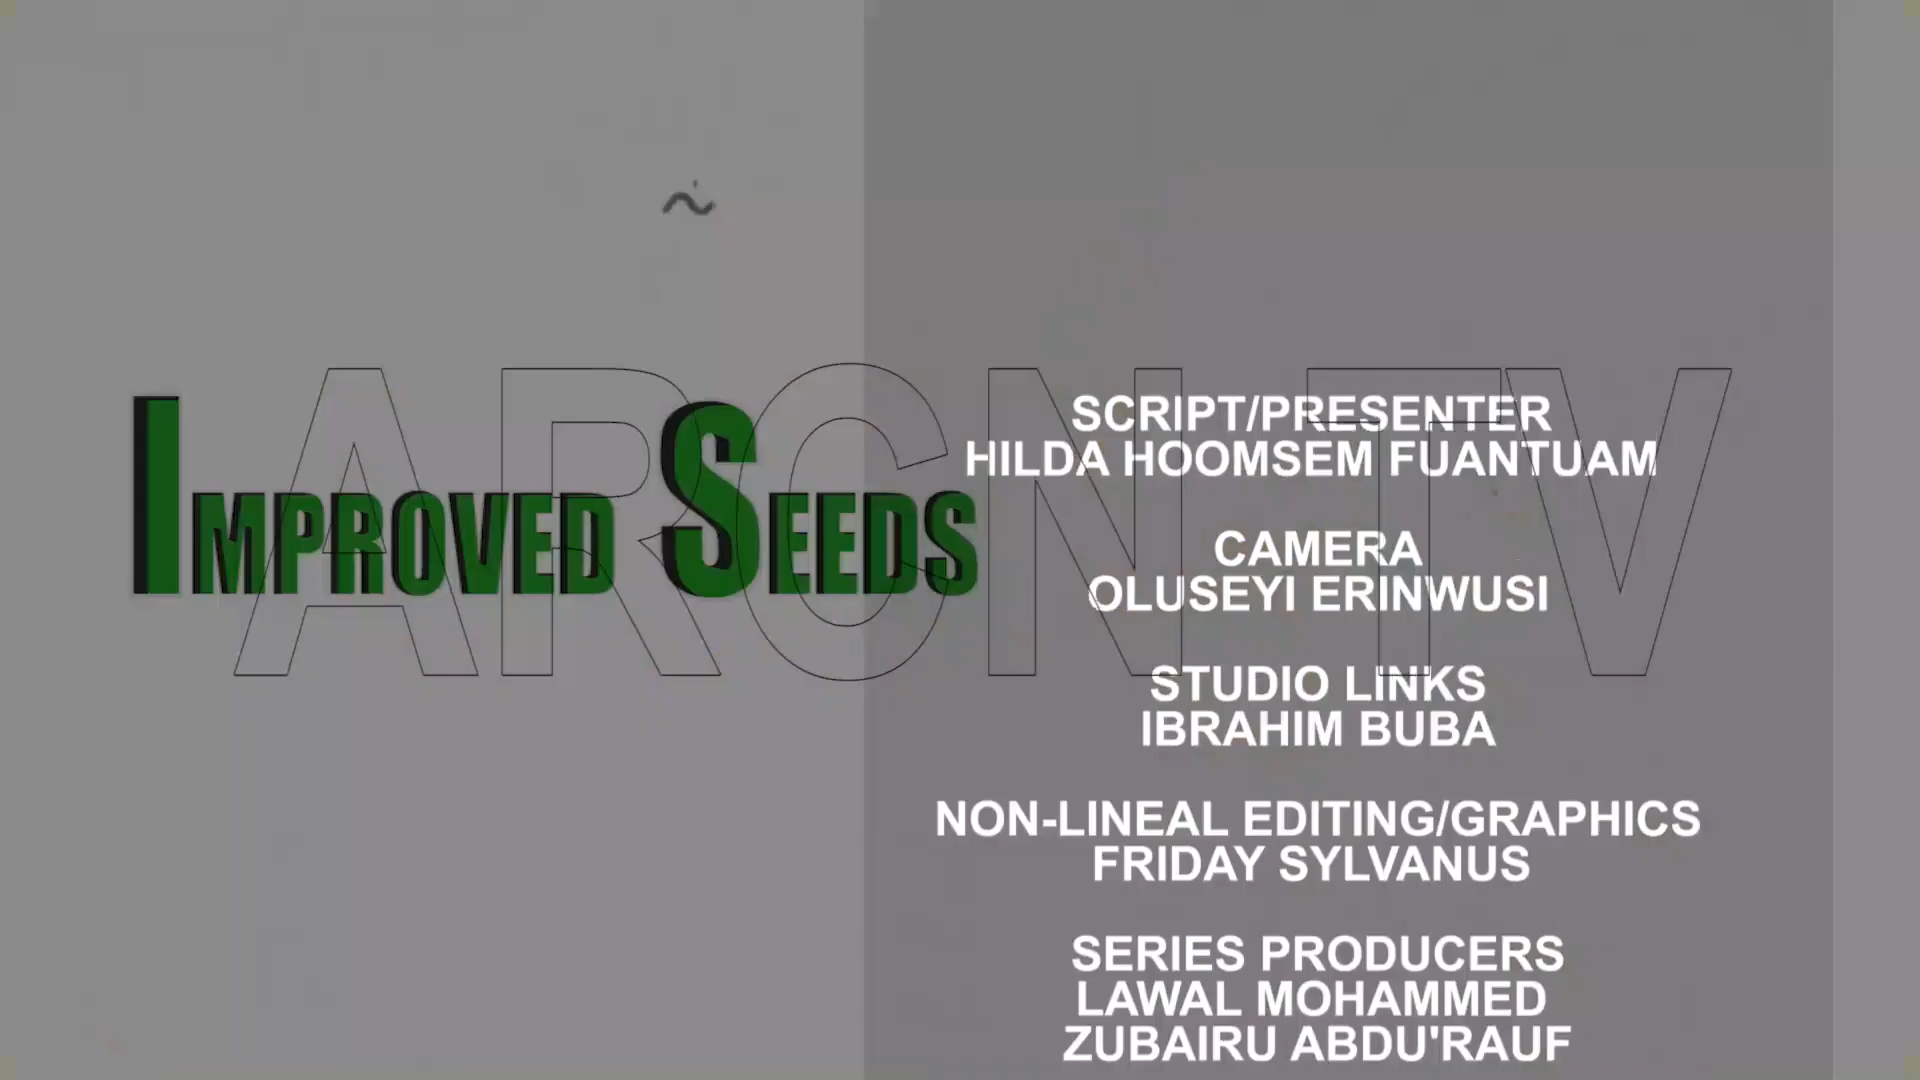 IMPROVED SEEDS
ARCN TV
SCRIPT/PRESENTER
HILDA HOOMSEM FUANTUAM
CAMERA
OLUSEYI ERINWUSI
STUDIO LINKS
IBRAHIM BUBA
NON-LINEAL EDITING/GRAPHICS
FRIDAY SYLVANUS
SERIES PRODUCERS
LAWAL MOHAMMED
ZUBAIRU ABDU'RAUF